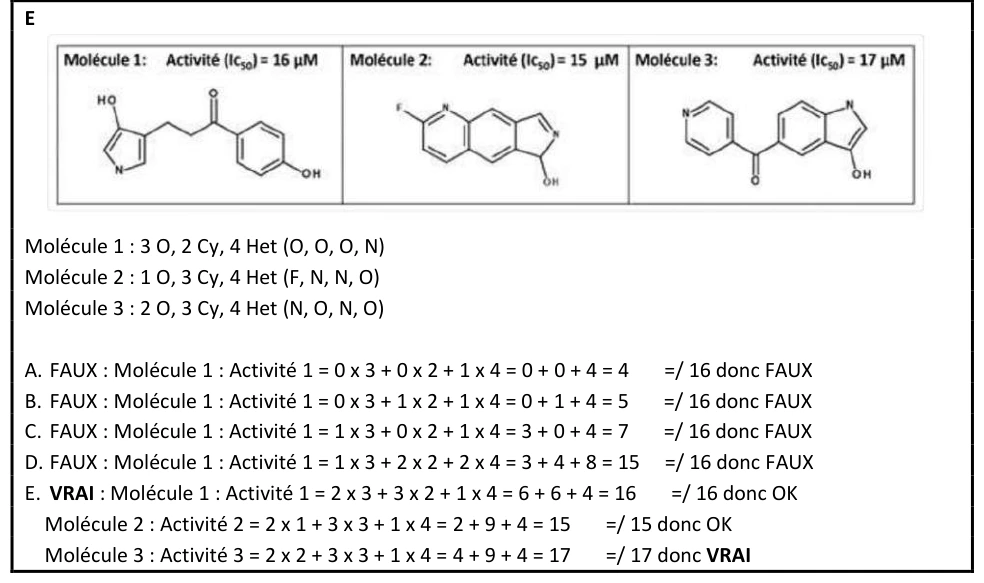 E
Molécule 1: Activité (Ic50) = 16 µM
Molécule 2: Activité (Ic50) = 15 µM
Molécule 3: Activité (Ic50) = 17 µM
HO O N OH
F N N OH
N O N OH
Molécule 1 : 3 O, 2 Cy, 4 Het (O, O, O, N)
Molécule 2 : 1 O, 3 Cy, 4 Het (F, N, N, O)
Molécule 3 : 2 O, 3 Cy, 4 Het (N, O, N, O)
A. FAUX : Molécule 1 : Activité 1 = 0 x 3 + 0 x 2 + 1 x 4 = 0 + 0 + 4 = 4 =/ 16 donc FAUX
B. FAUX : Molécule 1 : Activité 1 = 0 x 3 + 1 x 2 + 1 x 4 = 0 + 1 + 4 = 5 =/ 16 donc FAUX
C. FAUX : Molécule 1 : Activité 1 = 1 x 3 + 0 x 2 + 1 x 4 = 3 + 0 + 4 = 7 =/ 16 donc FAUX
D. FAUX : Molécule 1 : Activité 1 = 1 x 3 + 2 x 2 + 2 x 4 = 3 + 4 + 8 = 15 =/ 16 donc FAUX
E. VRAI : Molécule 1 : Activité 1 = 2 x 3 + 3 x 2 + 1 x 4 = 6 + 6 + 4 = 16 =/ 16 donc OK
Molécule 2 : Activité 2 = 2 x 1 + 3 x 3 + 1 x 4 = 2 + 9 + 4 = 15 =/ 15 donc OK
Molécule 3 : Activité 3 = 2 x 2 + 3 x 3 + 1 x 4 = 4 + 9 + 4 = 17 =/ 17 donc VRAI